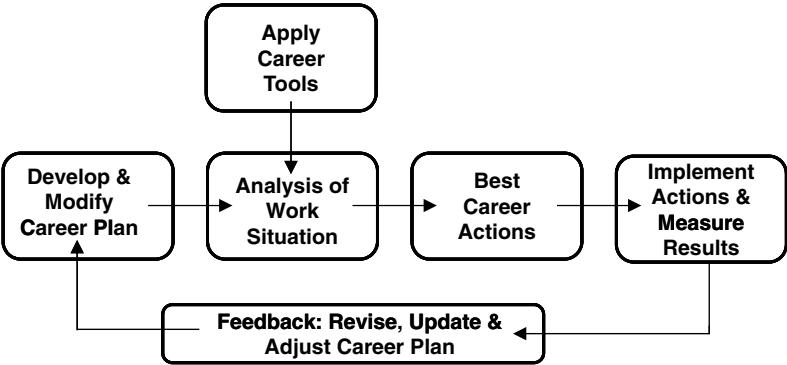 Apply
Career
Tools
Develop &
Modify
Career Plan
Analysis of
Work
Situation
Best
Career
Actions
Implement
Actions &
Measure
Results
Feedback: Revise, Update &
Adjust Career Plan